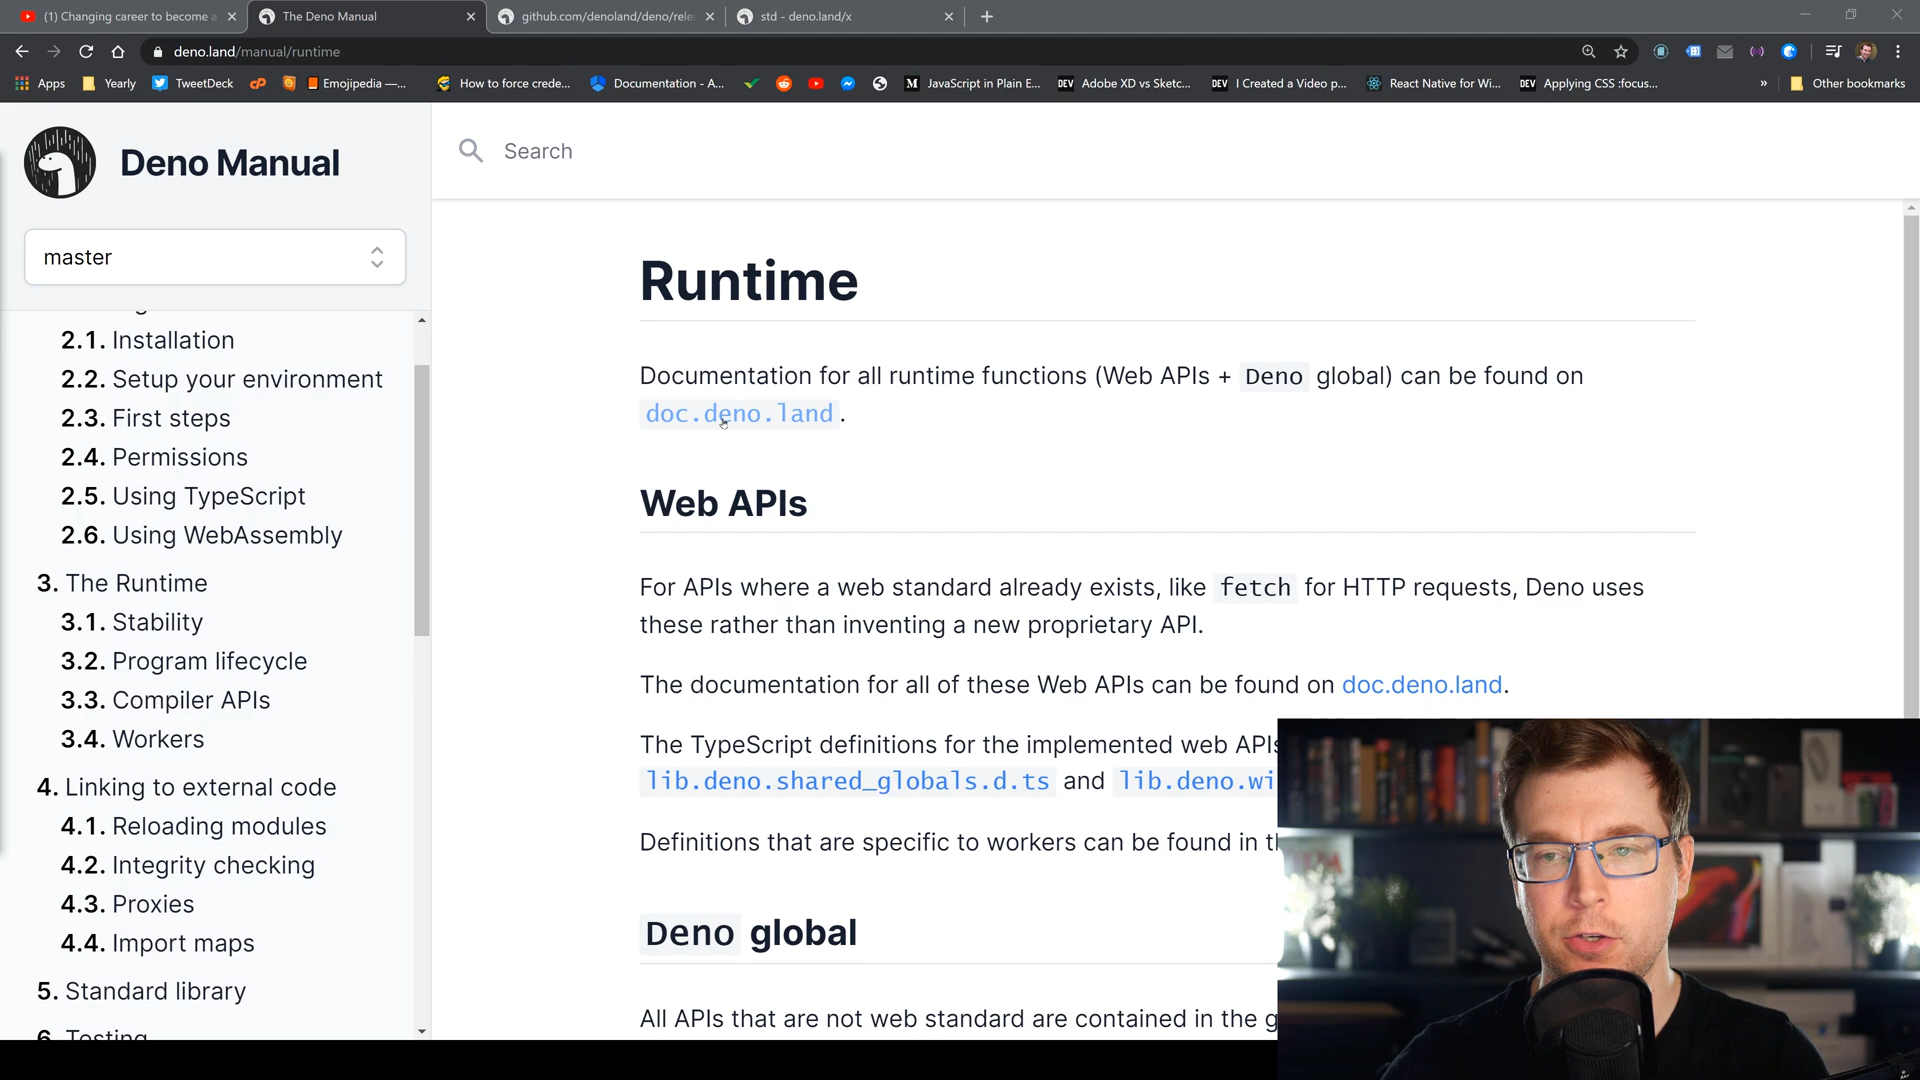 (1) Changing career to become a
The Deno Manual
github.com/denoland/deno/rele
std - deno.land/x
deno.land/manual/runtime
Apps
Yearly
TweetDeck
Emojipedia —...
How to force crede...
Documentation - A...
JavaScript in Plain E...
DEV
Adobe XD vs Sketc...
DEV
I Created a Video p...
React Native for Wi...
DEV
Applying CSS :focus...
»
Other bookmarks
Deno Manual
Search
master
2.1. Installation
2.2. Setup your environment
2.3. First steps
2.4. Permissions
2.5. Using TypeScript
2.6. Using WebAssembly
3. The Runtime
3.1. Stability
3.2. Program lifecycle
3.3. Compiler APIs
3.4. Workers
4. Linking to external code
4.1. Reloading modules
4.2. Integrity checking
4.3. Proxies
4.4. Import maps
5. Standard library
6. Testing
Runtime
Documentation for all runtime functions (Web APIs + Deno global) can be found on
doc.deno.land.
Web APIs
For APIs where a web standard already exists, like fetch for HTTP requests, Deno uses
these rather than inventing a new proprietary API.
The documentation for all of these Web APIs can be found on doc.deno.land.
The TypeScript definitions for the implemented web APIs
lib.deno.shared_globals.d.ts and lib.deno.wi
Definitions that are specific to workers can be found in th
Deno global
All APIs that are not web standard are contained in the g